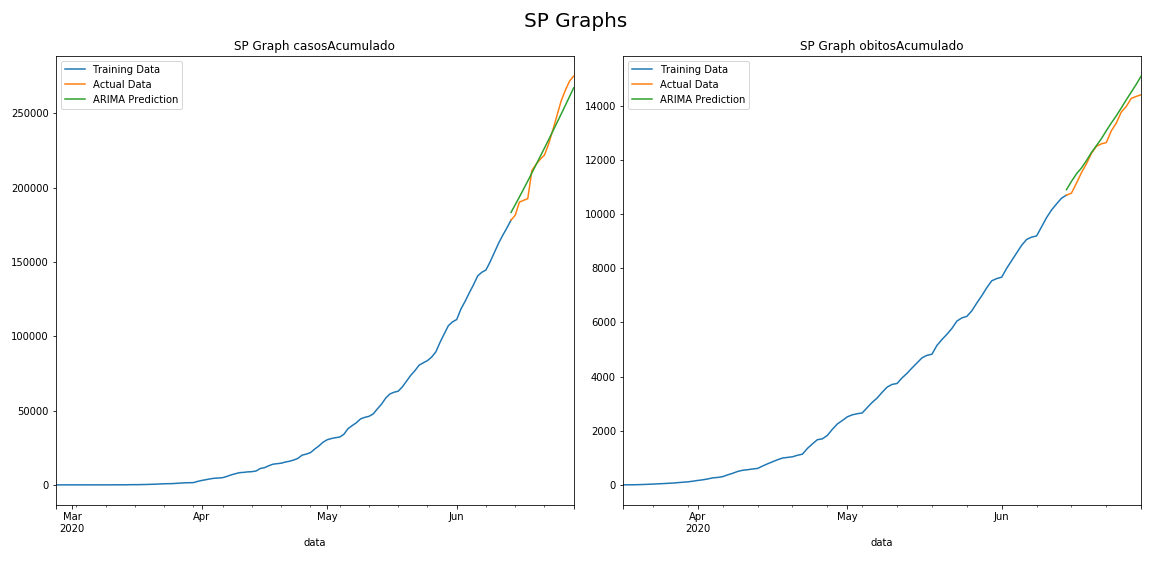 SP Graphs
SP Graph casosAcumulado
Training Data
Actual Data
ARIMA Prediction
250000
200000
150000
100000
50000
0
Mar
2020
Apr
May
Jun
data
SP Graph obitosAcumulado
Training Data
Actual Data
ARIMA Prediction
14000
12000
10000
8000
6000
4000
2000
0
Apr
2020
May
Jun
data